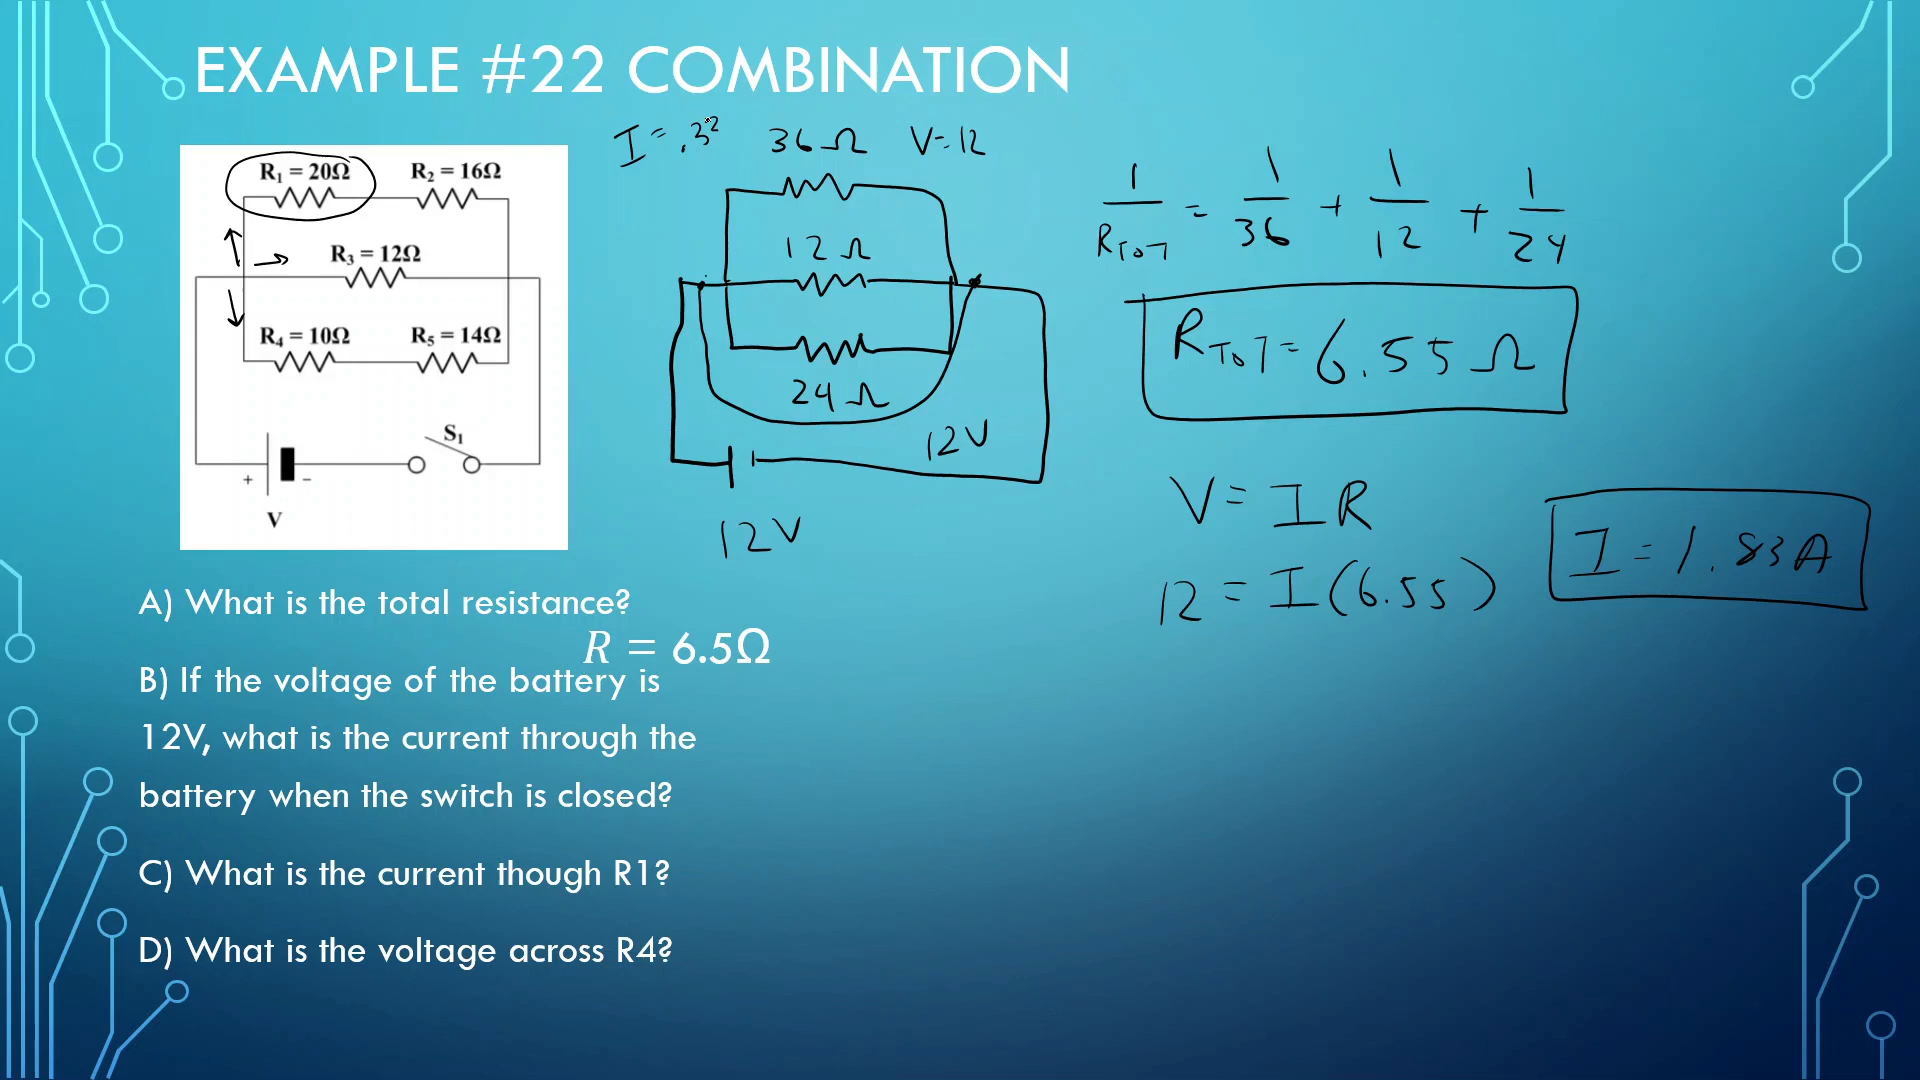 EXAMPLE #22 COMBINATION
I = .32 36Ω V=12
R₁ = 20Ω R₂ = 16Ω
R₃ = 12Ω
R₄ = 10Ω R₅ = 14Ω
S₁
+ −
V
12Ω
24Ω
12V
12V
1/R_TOT = 1/36 + 1/12 + 1/24
R_TOT = 6.55Ω
V = IR
12 = I(6.55)
I = 1.83A
A) What is the total resistance?
R = 6.5Ω
B) If the voltage of the battery is
12V, what is the current through the
battery when the switch is closed?
C) What is the current though R1?
D) What is the voltage across R4?